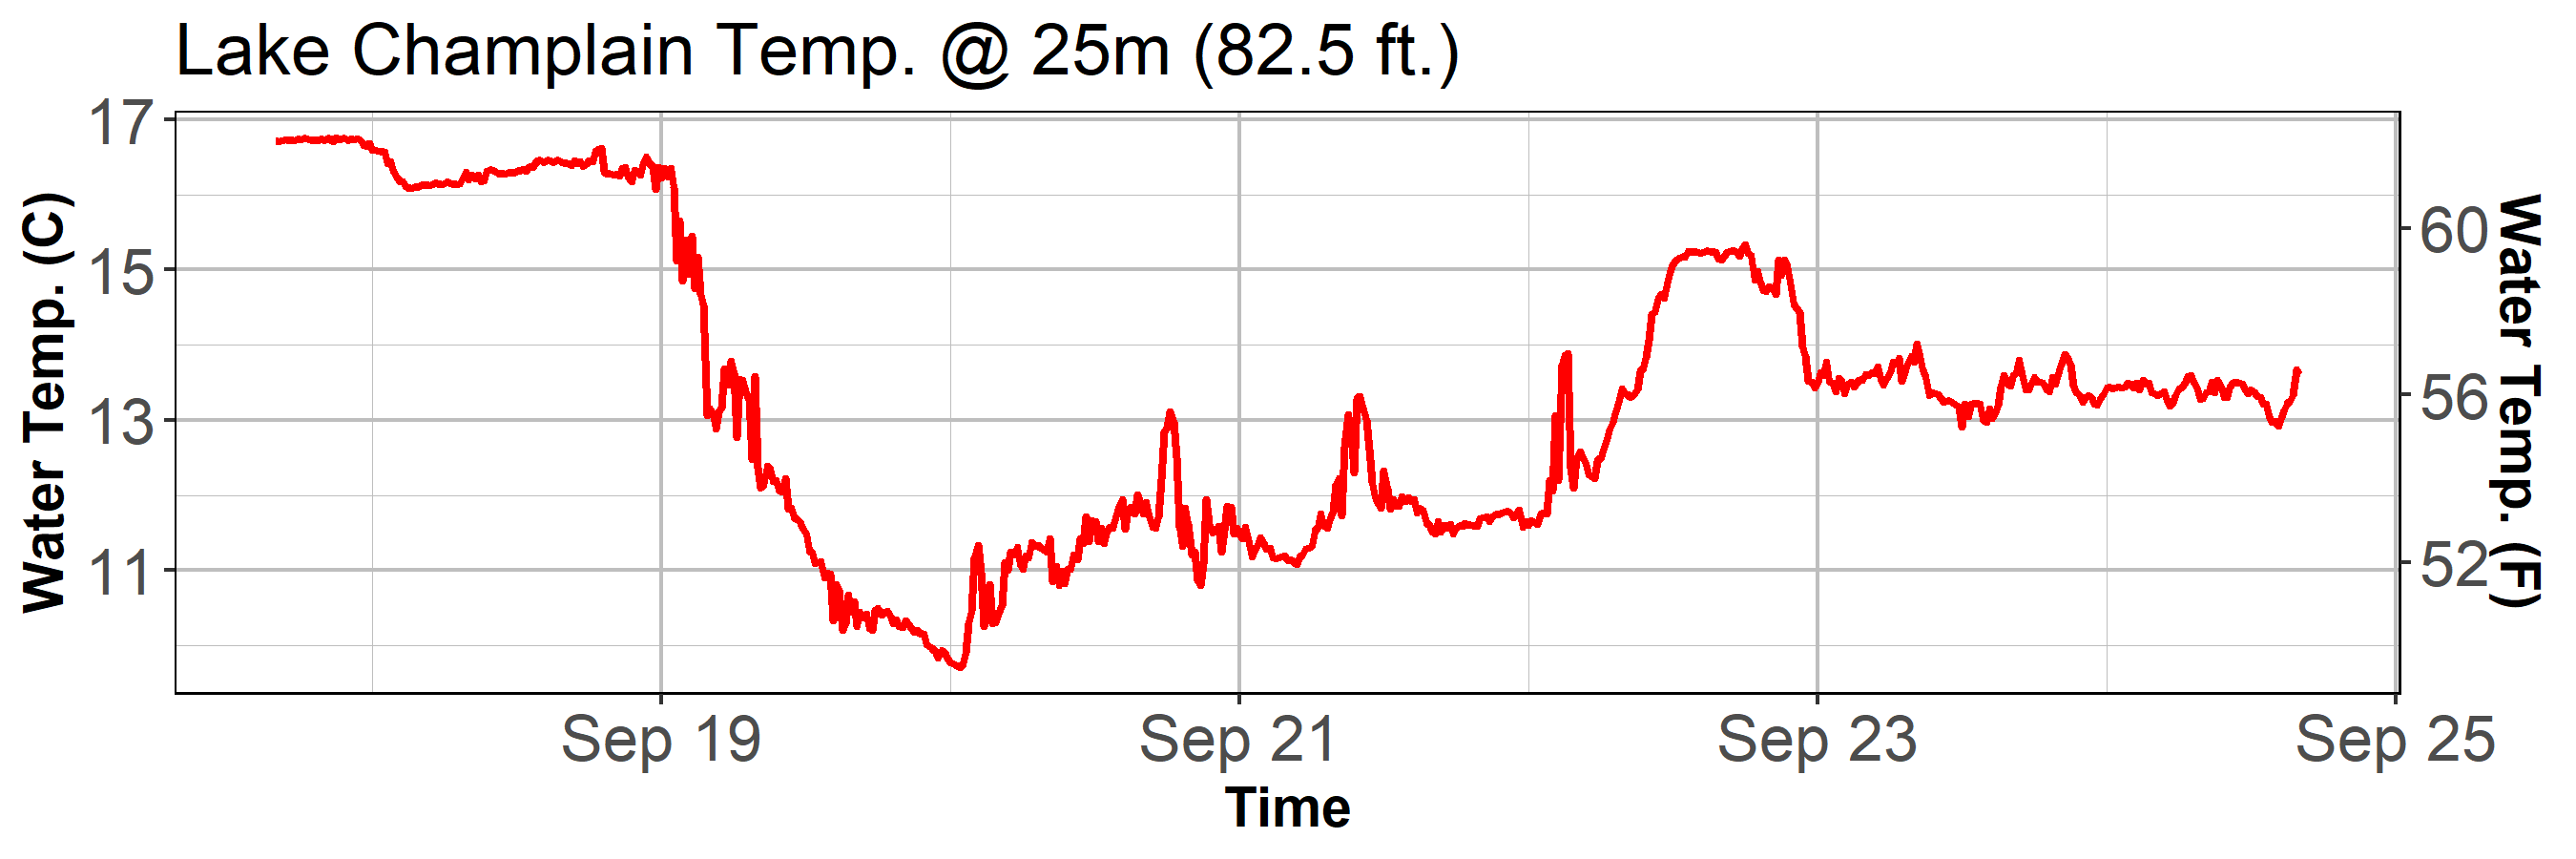 Lake Champlain Temp. @ 25m (82.5 ft.)
Water Temp. (C)
17
15
13
11
60
56
52
Water Temp. (F)
Sep 19 Sep 21 Sep 23 Sep 25
Time